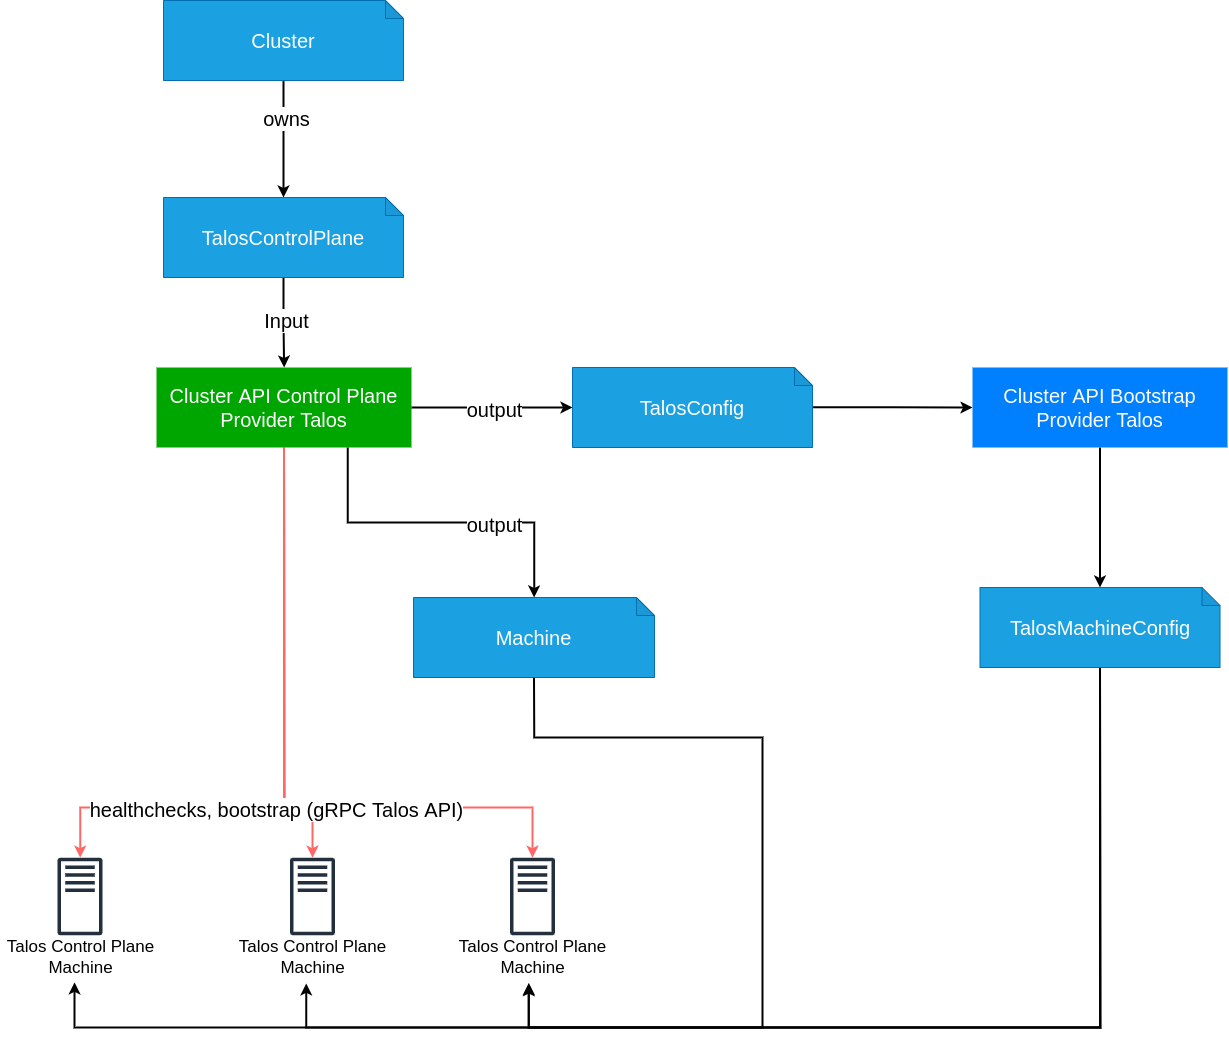 Cluster
owns
TalosControlPlane
Input
Cluster API Control Plane
Provider Talos
output
TalosConfig
Cluster API Bootstrap
Provider Talos
output
Machine
TalosMachineConfig
healthchecks, bootstrap (gRPC Talos API)
Talos Control Plane
Machine
Talos Control Plane
Machine
Talos Control Plane
Machine